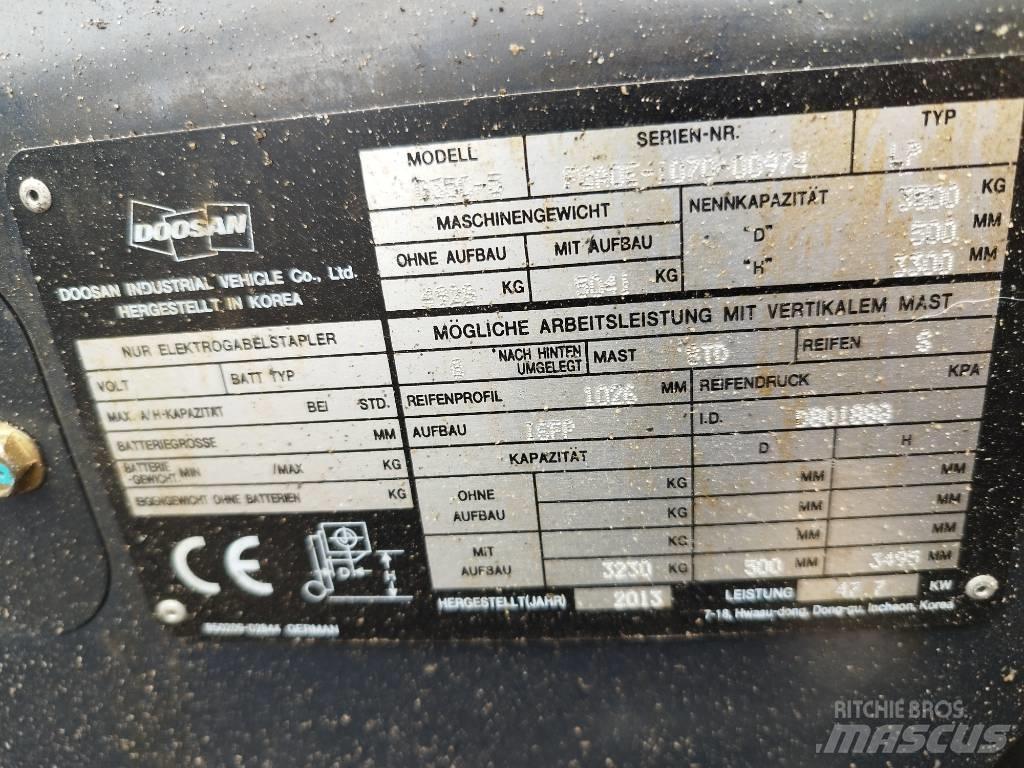 DOOSAN
DOOSAN INDUSTRIAL VEHICLE Co., Ltd.
HERGESTELLT IN KOREA
NUR ELEKTROGABELSTAPLER
VOLT BATT TYP
MAX. A/H-KAPAZITÄT BEI STD.
BATTERIEGRÖSSE MM
BATTERIE-
GEWICHT MIN /MAX KG
EIGENGEWICHT OHNE BATTERIEN KG
CE
D
H
GERMAN
MODELL SERIEN-NR. TYP
LP
MASCHINENGEWICHT
OHNE AUFBAU MIT AUFBAU
KG 5041 KG
NENNKAPAZITÄT 3500 KG
"D" 500 MM
"H" 3300 MM
MÖGLICHE ARBEITSLEISTUNG MIT VERTIKALEM MAST
NACH HINTEN
UMGELEGT
MAST STD REIFEN S
REIFENPROFIL 1026 MM REIFENDRUCK KPA
AUFBAU I.D.
KAPAZITÄT D H
OHNE
AUFBAU
KG MM MM
KG MM MM
MIT
AUFBAU
KG MM MM
3230 KG 500 MM 3495 MM
HERGESTELLT(JAHR) 2013 LEISTUNG 47.7 KW
7-18, Hwasu-dong, Dong-gu, Incheon, Korea
RITCHIE BROS.
MASCUS